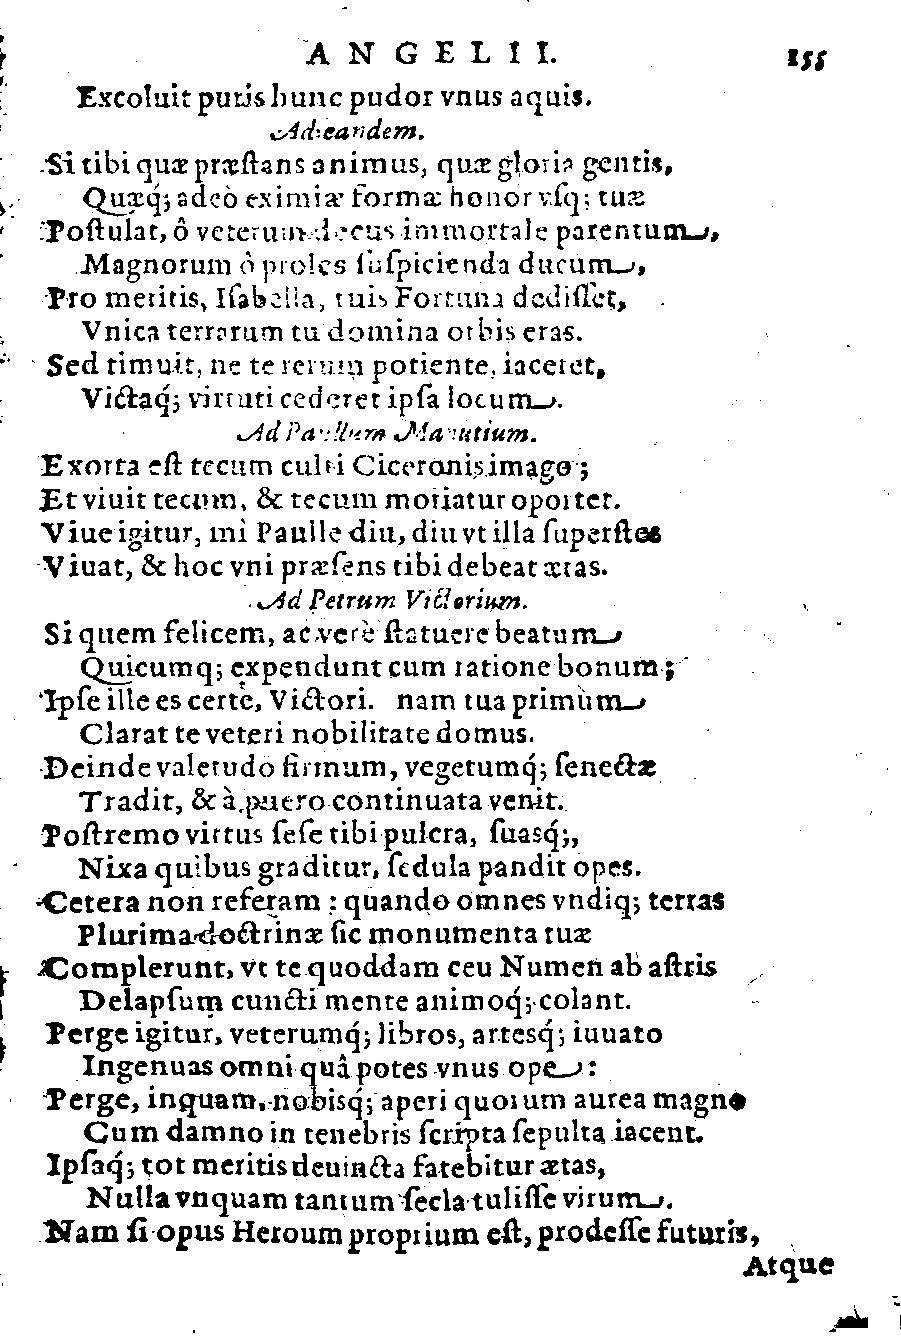 ANGELII. 155
Excoluit puris hunc pudor vnus aquis.
Ad eandem.
Si tibi quæ præſtans animus, quæ gloria gentis,
Quæq́; adeò eximiæ formæ honor vſq; tuæ
Poſtulat, ô veterum decus immortale parentum,
Magnorum ô proles ſuſpicienda ducum,
Pro meritis, Iſabella, tuis Fortuna dediſſet,
Vnica terrarum tu domina orbis eras.
Sed timuit, ne te rerum potiente, iaceret,
Victaq́; virtuti cederet ipſa locum.
Ad Paullum Manutium.
Exorta eſt tecum culti Ciceronis imago;
Et viuit tecum, & tecum moriatur oportet.
Viue igitur, mi Paulle diu, diu vt illa ſuperſtes
Viuat, & hoc vni præſens tibi debeat ætas.
Ad Petrum Victorium.
Si quem felicem, ac verè ſtatuere beatum
Quicumq; expendunt cum ratione bonum;
Ipſe ille es certè, Victori. nam tua primùm
Clarat te veteri nobilitate domus.
Deinde valetudo firmum, vegetumq́; ſenectæ
Tradit, & à puero continuata venit.
Poſtremo virtus ſeſe tibi pulcra, ſuasq́;,
Nixa quibus graditur, ſedula pandit opes.
Cetera non referam: quando omnes vndiq; terras
Plurima doctrinæ ſic monumenta tuæ
Complerunt, vt te quoddam ceu Numen ab aſtris
Delapſum cuncti mente animoq́; colant.
Perge igitur, veterumq́; libros, artesq́; iuuato
Ingenuas omni quâ potes vnus ope:
Perge, inquam, nobisq́; aperi quorum aurea magno
Cum damno in tenebris ſcripta ſepulta iacent.
Ipſaq́; tot meritis deuincta fatebitur ætas,
Nulla vnquam tantum ſecla tuliſſe virum.
Nam ſi opus Heroum proprium eſt, prodeſſe futuris,
Atque